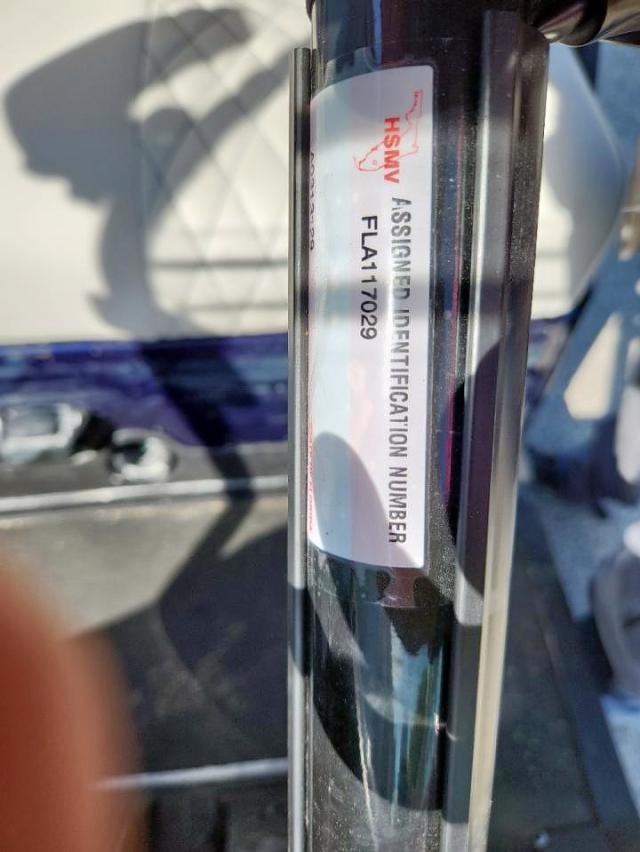 HSMV
ASSIGNED IDENTIFICATION NUMBER
FLA117029